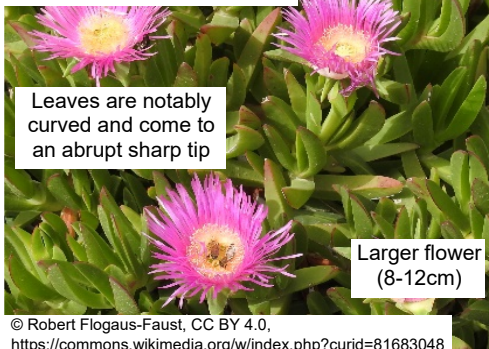 Leaves are notably
curved and come to
an abrupt sharp tip
Larger flower
(8-12cm)
© Robert Flogaus-Faust, CC BY 4.0,
https://commons.wikimedia.org/w/index.php?curid=81683048